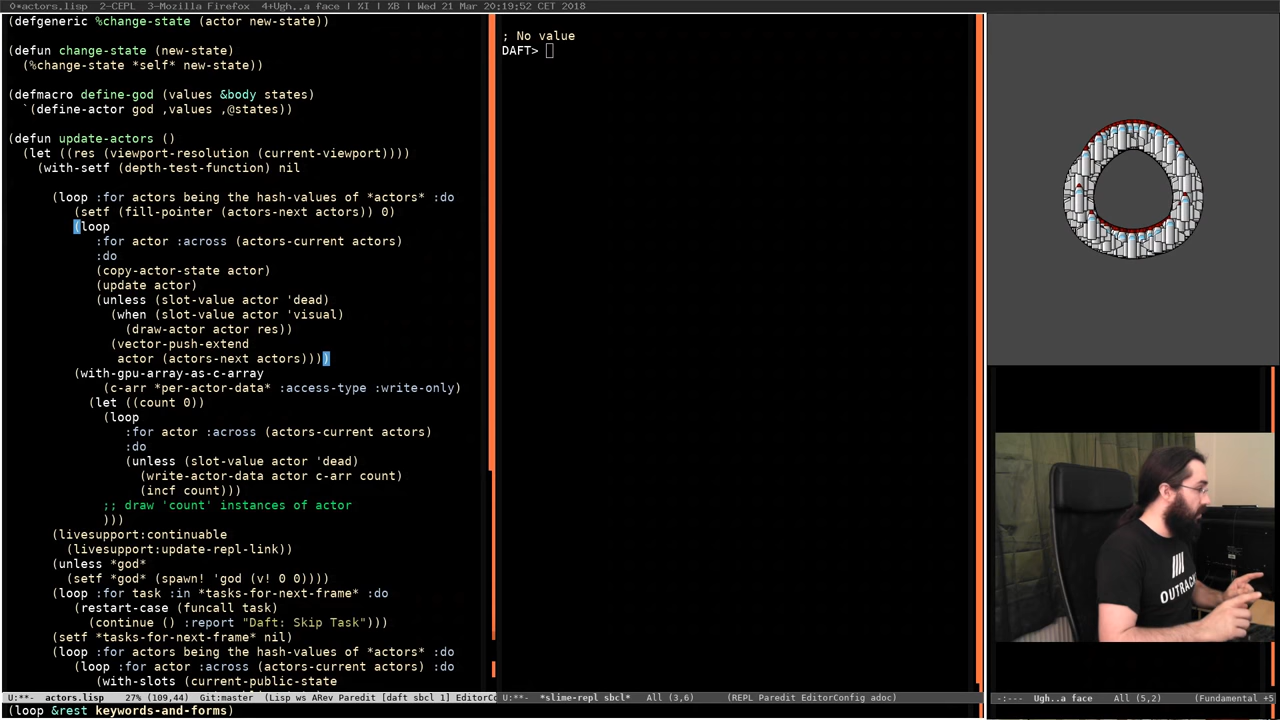 0*actors.lisp  2-CEPL  3-Mozilla Firefox  4+Ugh..a face | %I | %B | Wed 21 Mar 20:19:52 CET 2018
(defgeneric %change-state (actor new-state))
(defun change-state (new-state)
  (%change-state *self* new-state))
(defmacro define-god (values &body states)
  `(define-actor god ,values ,@states))
(defun update-actors ()
  (let ((res (viewport-resolution (current-viewport))))
    (with-setf (depth-test-function) nil
      (loop :for actors being the hash-values of *actors* :do
         (setf (fill-pointer (actors-next actors)) 0)
         (loop
            :for actor :across (actors-current actors)
            :do
            (copy-actor-state actor)
            (update actor)
            (unless (slot-value actor 'dead)
              (when (slot-value actor 'visual)
                (draw-actor actor res))
              (vector-push-extend
               actor (actors-next actors))))
         (with-gpu-array-as-c-array
             (c-arr *per-actor-data* :access-type :write-only)
           (let ((count 0))
             (loop
                :for actor :across (actors-current actors)
                :do
                (unless (slot-value actor 'dead)
                  (write-actor-data actor c-arr count)
                  (incf count)))
             ;; draw 'count' instances of actor
             )))
      (livesupport:continuable
        (livesupport:update-repl-link))
      (unless *god*
        (setf *god* (spawn! 'god (v! 0 0))))
      (loop :for task :in *tasks-for-next-frame* :do
         (restart-case (funcall task)
           (continue () :report "Daft: Skip Task")))
      (setf *tasks-for-next-frame* nil)
      (loop :for actors being the hash-values of *actors* :do
         (loop :for actor :across (actors-current actors) :do
            (with-slots (current-public-state
U:**-  actors.lisp    27% (109,44)  Git:master  (Lisp ws ARev Paredit [daft sbcl 1] EditorCo
(loop &rest keywords-and-forms)
; No value
DAFT>
U:**-  *slime-repl sbcl*   All (3,6)     (REPL Paredit EditorConfig adoc)
OUTRAC
-:---  Ugh..a face    All (5,2)     (Fundamental +5